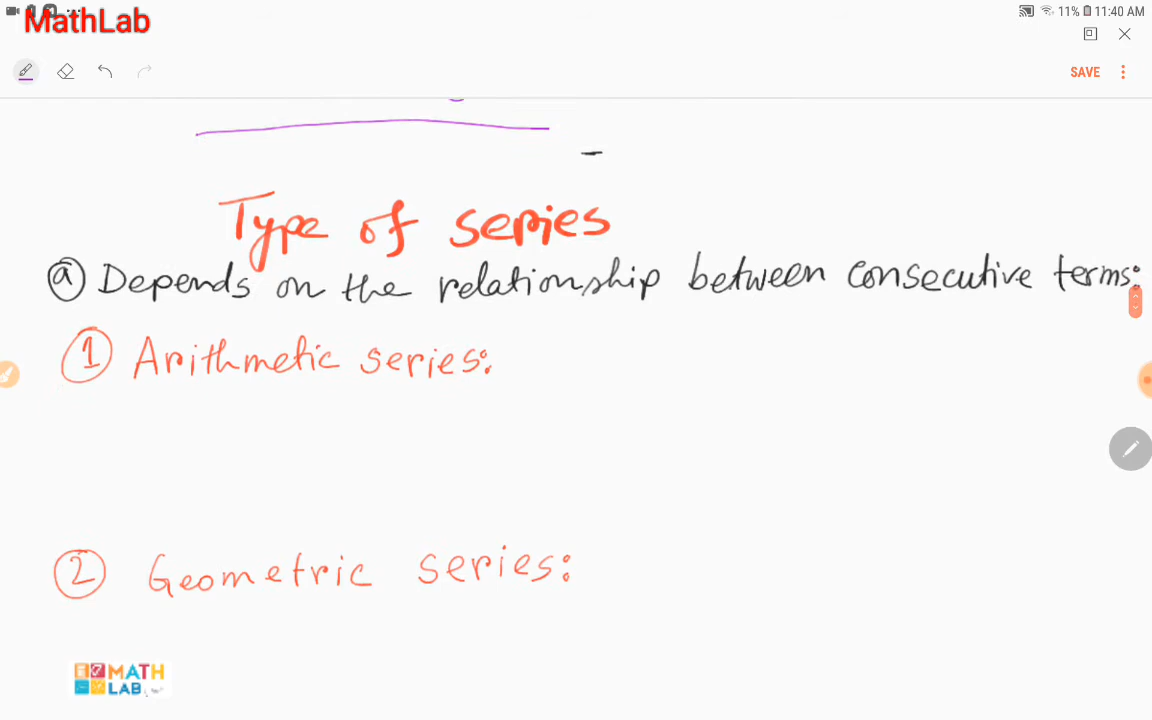 MathLab
11% 11:40 AM
SAVE
Type of series
ⓐ Depends on the relationship between consecutive terms:
① Arithmetic series:
② Geometric series:
MATH
LAB